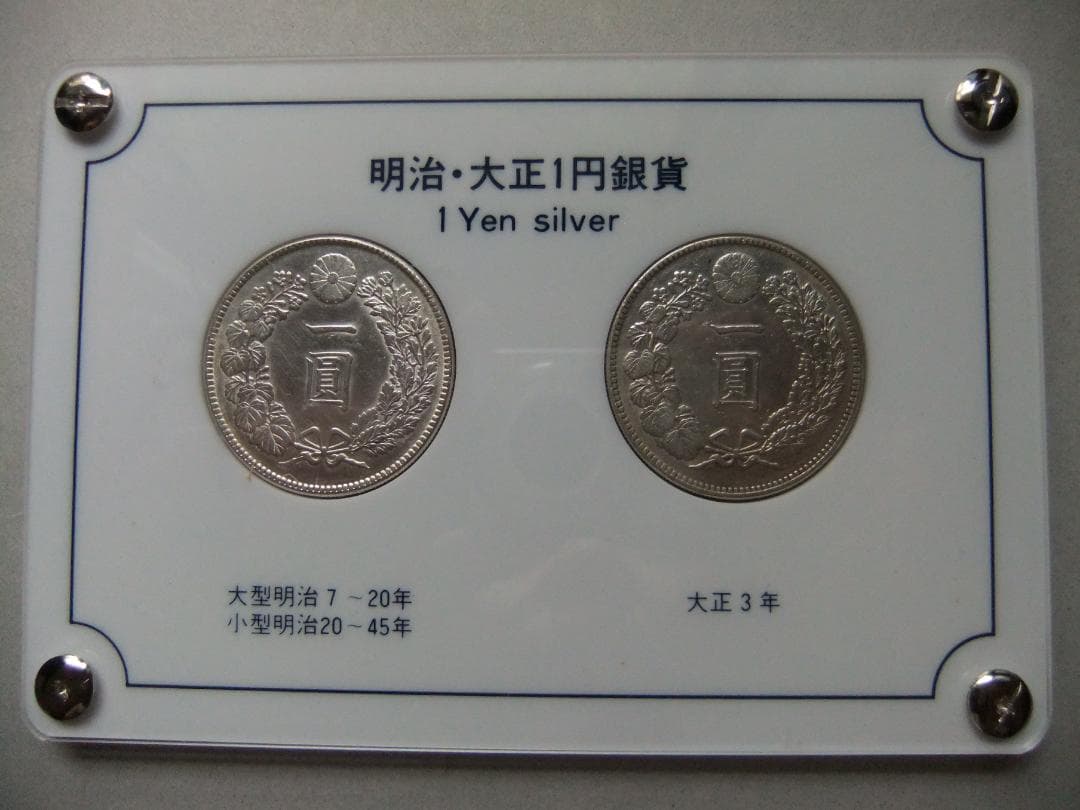 明治・大正1円銀貨
1 Yen silver
一圓
一圓
大型明治 7 ～20年
小型明治20～45年
大正 3 年